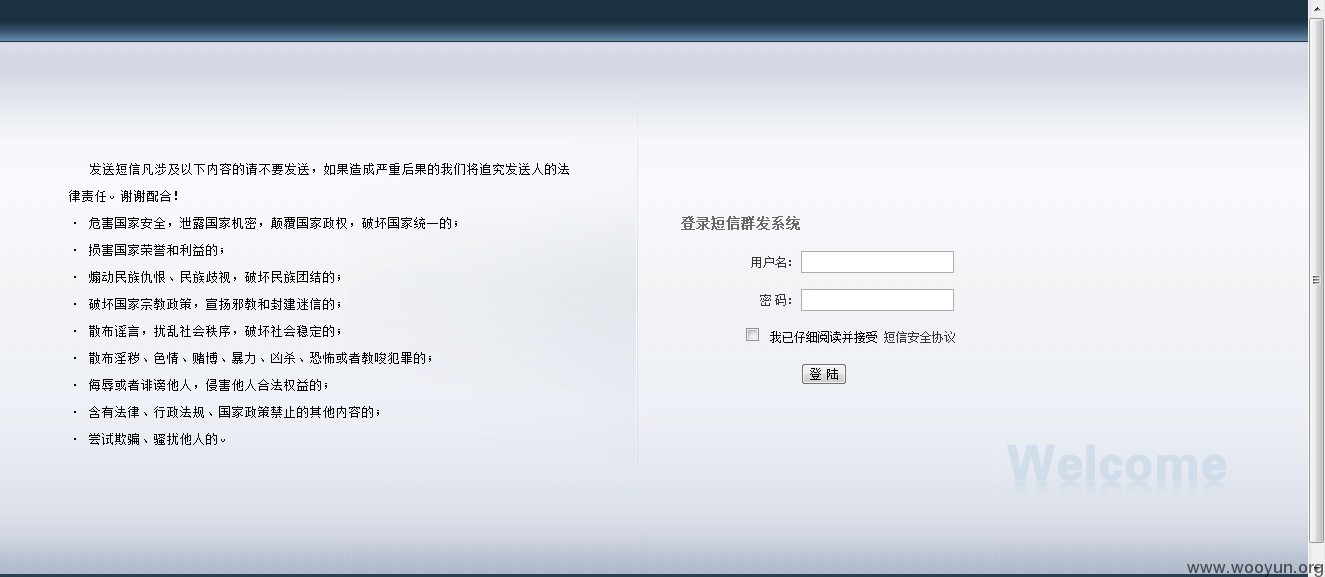 发送短信凡涉及以下内容的请不要发送，如果造成严重后果的我们将追究发送人的法
律责任。谢谢配合！
· 危害国家安全，泄露国家机密，颠覆国家政权，破坏国家统一的；
· 损害国家荣誉和利益的；
· 煽动民族仇恨、民族歧视，破坏民族团结的；
· 破坏国家宗教政策，宣扬邪教和封建迷信的；
· 散布谣言，扰乱社会秩序，破坏社会稳定的；
· 散布淫秽、色情、赌博、暴力、凶杀、恐怖或者教唆犯罪的；
· 侮辱或者诽谤他人，侵害他人合法权益的；
· 含有法律、行政法规、国家政策禁止的其他内容的；
· 尝试欺骗、骚扰他人的。
登录短信群发系统
用户名：
密 码：
我已仔细阅读并接受 短信安全协议
登 陆
Welcome
www.wooyun.org